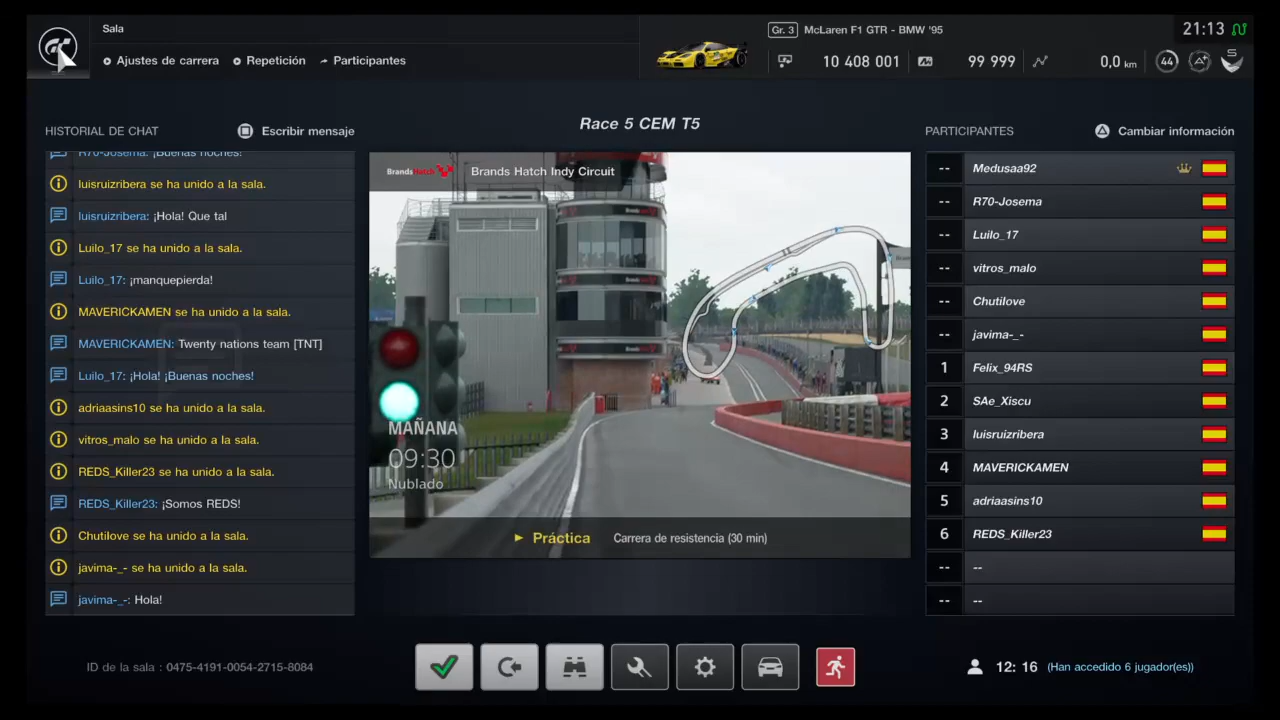 Sala
Ajustes de carrera
Repetición
Participantes
Gr. 3
McLaren F1 GTR - BMW '95
21:13
10 408 001
99 999
0,0 km
44
A+
S
HISTORIAL DE CHAT
Escribir mensaje
R70-Josema: ¡Buenas noches!
luisruizribera se ha unido a la sala.
luisruizribera: ¡Hola! Que tal
Luilo_17 se ha unido a la sala.
Luilo_17: ¡manquepierda!
MAVERICKAMEN se ha unido a la sala.
MAVERICKAMEN: Twenty nations team [TNT]
Luilo_17: ¡Hola! ¡Buenas noches!
adriaasins10 se ha unido a la sala.
vitros_malo se ha unido a la sala.
REDS_Killer23 se ha unido a la sala.
REDS_Killer23: ¡Somos REDS!
Chutilove se ha unido a la sala.
javima-_- se ha unido a la sala.
javima-_-: Hola!
Race 5 CEM T5
Brands Hatch
Brands Hatch Indy Circuit
MAÑANA
09:30
Nublado
Práctica
Carrera de resistencia (30 min)
PARTICIPANTES
Cambiar información
-- Medusaa92
-- R70-Josema
-- Luilo_17
-- vitros_malo
-- Chutilove
-- javima-_-
1 Felix_94RS
2 SAe_Xiscu
3 luisruizribera
4 MAVERICKAMEN
5 adriaasins10
6 REDS_Killer23
-- --
-- --
ID de la sala : 0475-4191-0054-2715-8084
12: 16 (Han accedido 6 jugador(es))